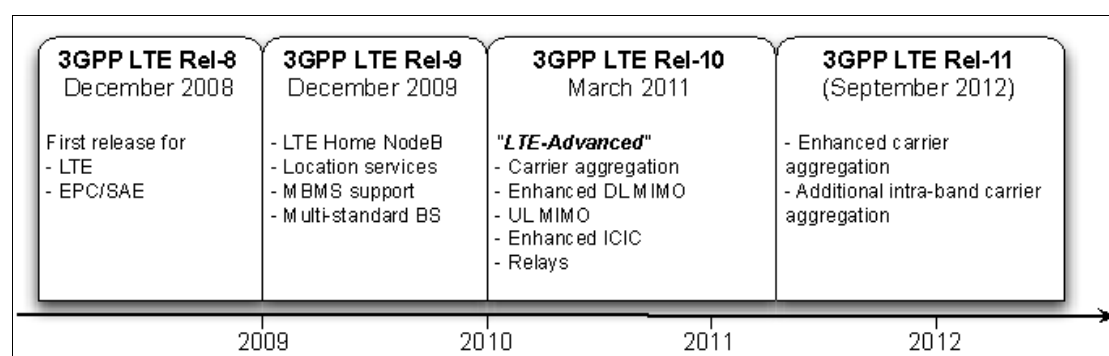 3GPP LTE Rel-8
December 2008
First release for
- LTE
- EPC/SAE
3GPP LTE Rel-9
December 2009
- LTE Home NodeB
- Location services
- MBMS support
- Multi-standard BS
3GPP LTE Rel-10
March 2011
"LTE-Advanced"
- Carrier aggregation
- Enhanced DL MIMO
- UL MIMO
- Enhanced ICIC
- Relays
3GPP LTE Rel-11
(September 2012)
- Enhanced carrier
aggregation
- Additional intra-band carrier
aggregation
2009
2010
2011
2012